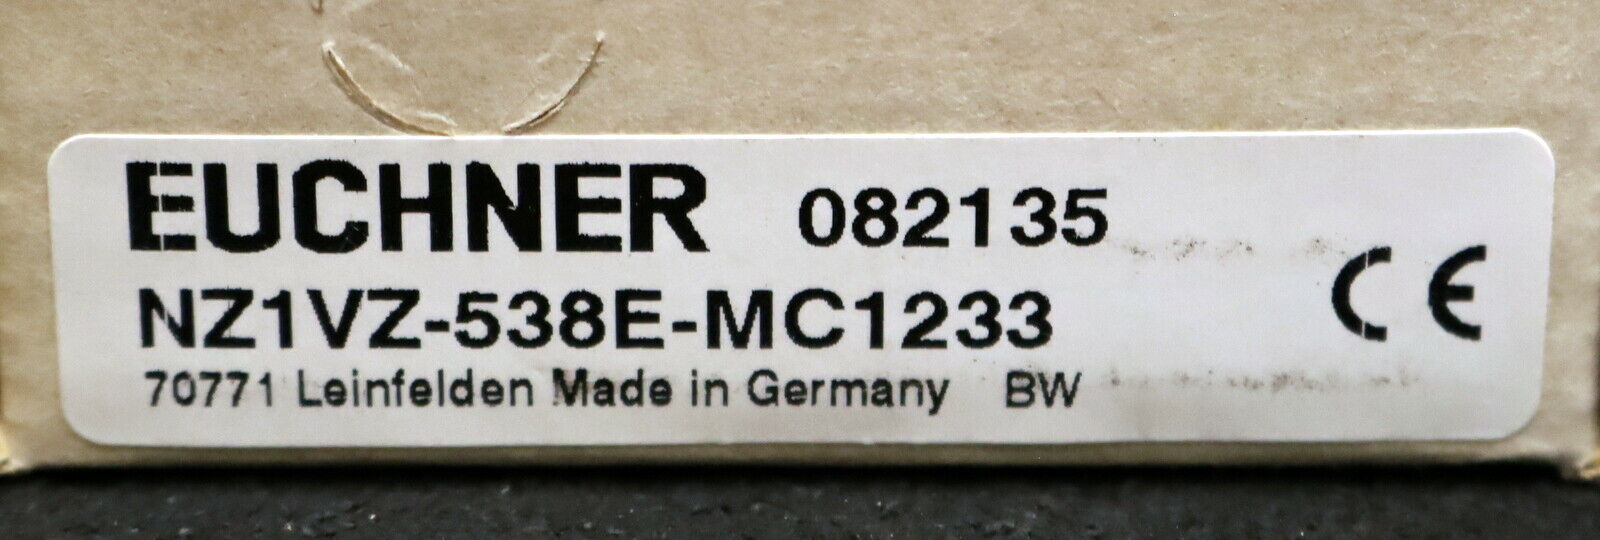 EUCHNER 082135
NZ1VZ-538E-MC1233
CE
70771 Leinfelden Made in Germany BW